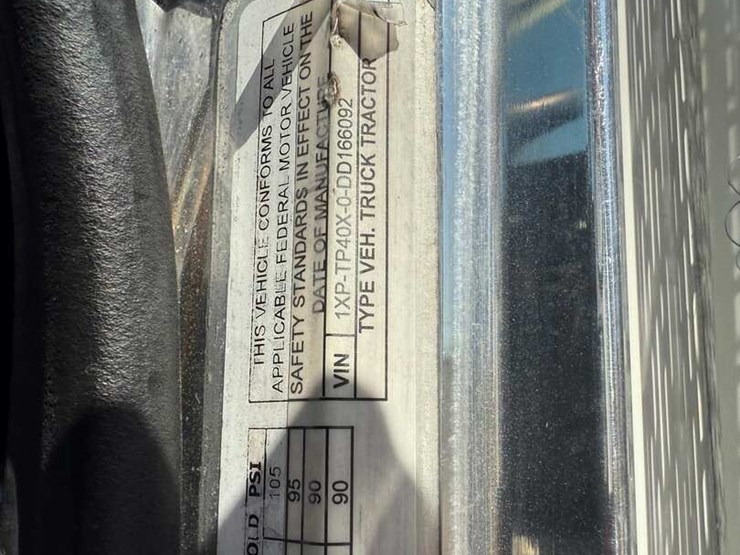 THIS VEHICLE CONFORMS TO ALL
APPLICABLE FEDERAL MOTOR VEHICLE
SAFETY STANDARDS IN EFFECT ON THE
DATE OF MANUFACTURE
VIN 1XP-TP40X-0-DD166092
TYPE VEH. TRUCK TRACTOR
OLD PSI
105
95
90
90